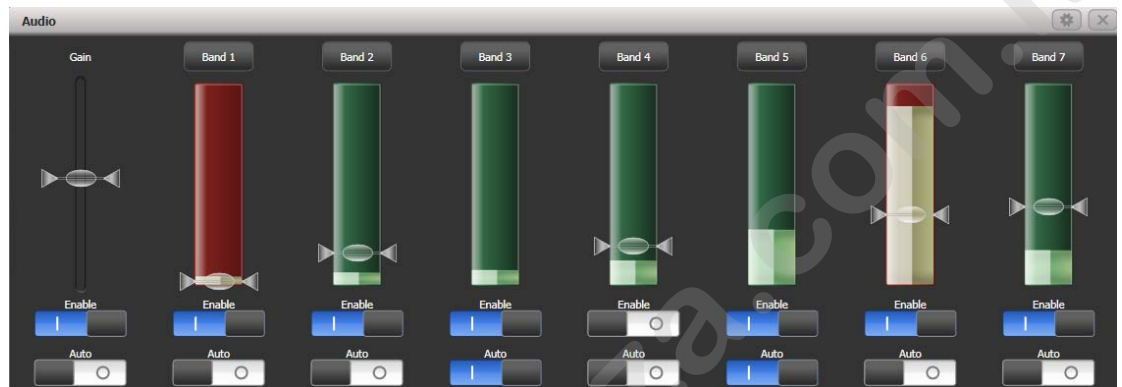 Audio
Gain Band 1 Band 2 Band 3 Band 4 Band 5 Band 6 Band 7
Enable Enable Enable Enable Enable Enable Enable Enable
Auto Auto Auto Auto Auto Auto Auto Auto